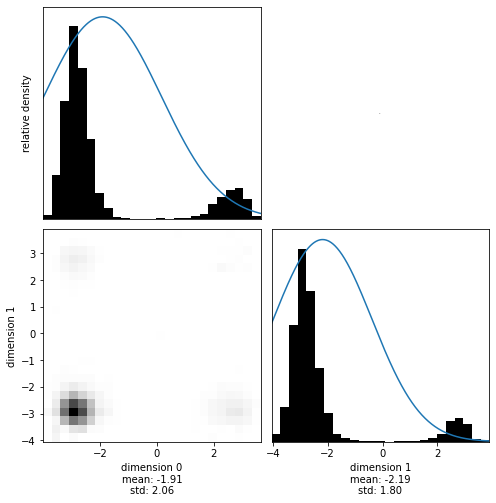 relative density
dimension 1
3
2
1
0
−1
−2
−3
−4
−2
0
2
dimension 0
mean: -1.91
std: 2.06
−4
−2
0
2
dimension 1
mean: -2.19
std: 1.80